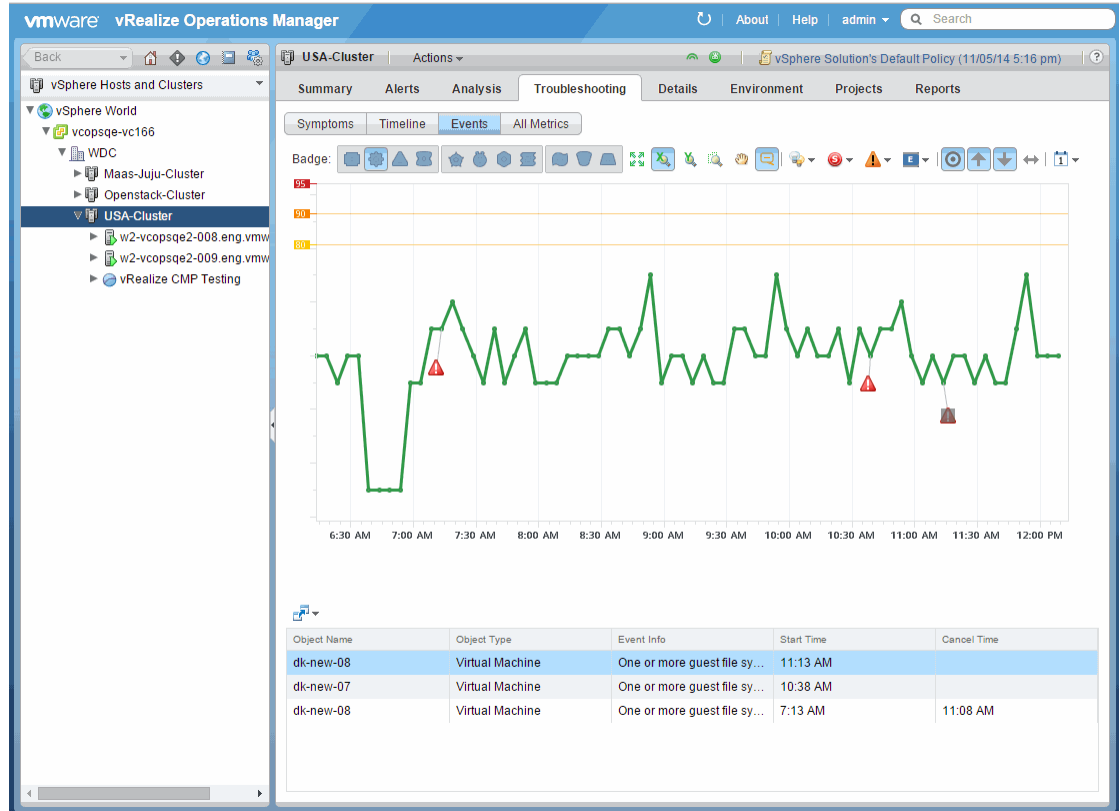 vmware vRealize Operations Manager About Help admin Search
Back
vSphere Hosts and Clusters
vSphere World
vcopsqe-vc166
WDC
Maas-Juju-Cluster
Openstack-Cluster
USA-Cluster
w2-vcopsqe2-008.eng.vmw
w2-vcopsqe2-009.eng.vmw
vRealize CMP Testing
USA-Cluster Actions vSphere Solution's Default Policy (11/05/14 5:16 pm) ?
Summary Alerts Analysis Troubleshooting Details Environment Projects Reports
Symptoms Timeline Events All Metrics
Badge: S E 1
95
90
80
6:30 AM 7:00 AM 7:30 AM 8:00 AM 8:30 AM 9:00 AM 9:30 AM 10:00 AM 10:30 AM 11:00 AM 11:30 AM 12:00 PM
Object Name Object Type Event Info Start Time Cancel Time
dk-new-08 Virtual Machine One or more guest file sy... 11:13 AM
dk-new-07 Virtual Machine One or more guest file sy... 10:38 AM
dk-new-08 Virtual Machine One or more guest file sy... 7:13 AM 11:08 AM